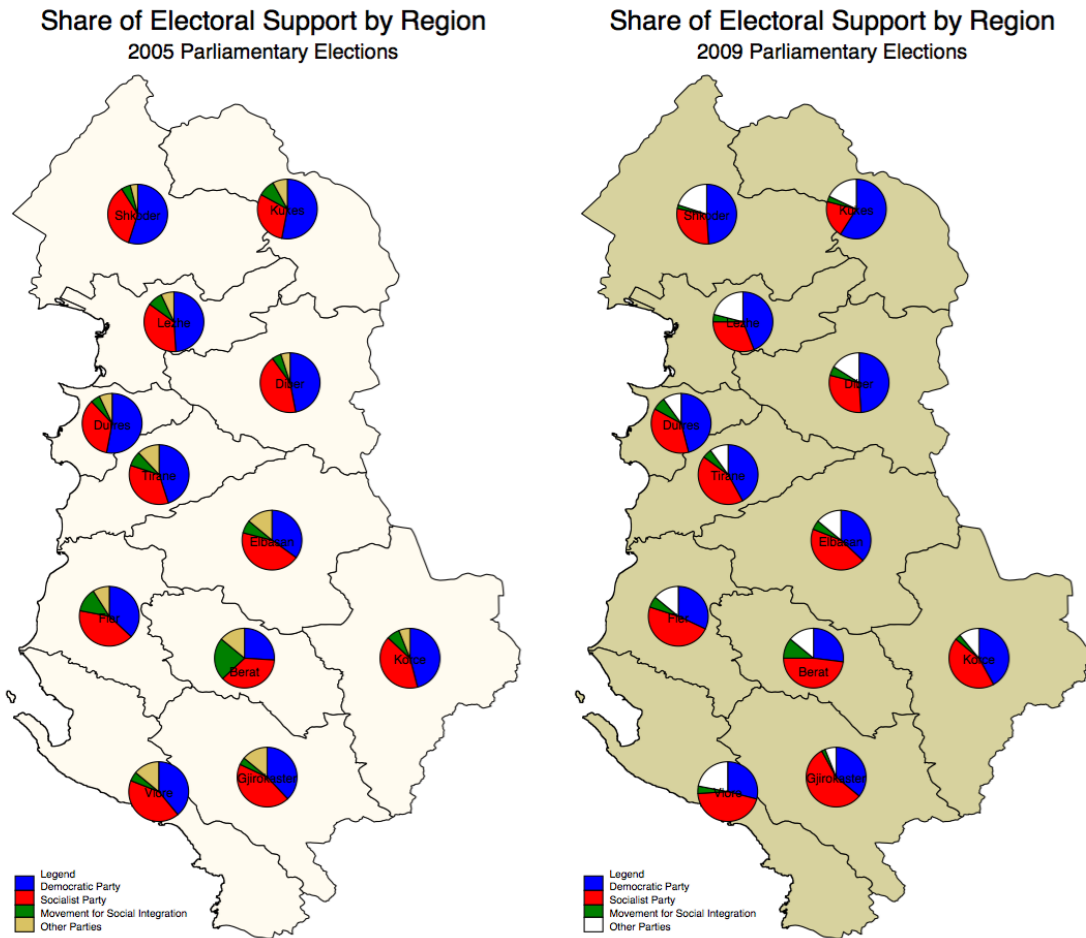 Share of Electoral Support by Region
2005 Parliamentary Elections
Shkoder
Kukes
Lezhe
Diber
Durres
Tirane
Elbasan
Fier
Berat
Korce
Gjirokaster
Vlore
Legend
Democratic Party
Socialist Party
Movement for Social Integration
Other Parties
Share of Electoral Support by Region
2009 Parliamentary Elections
Shkoder
Kukes
Lezhe
Diber
Durres
Tirane
Elbasan
Fier
Berat
Korce
Gjirokaster
Vlore
Legend
Democratic Party
Socialist Party
Movement for Social Integration
Other Parties